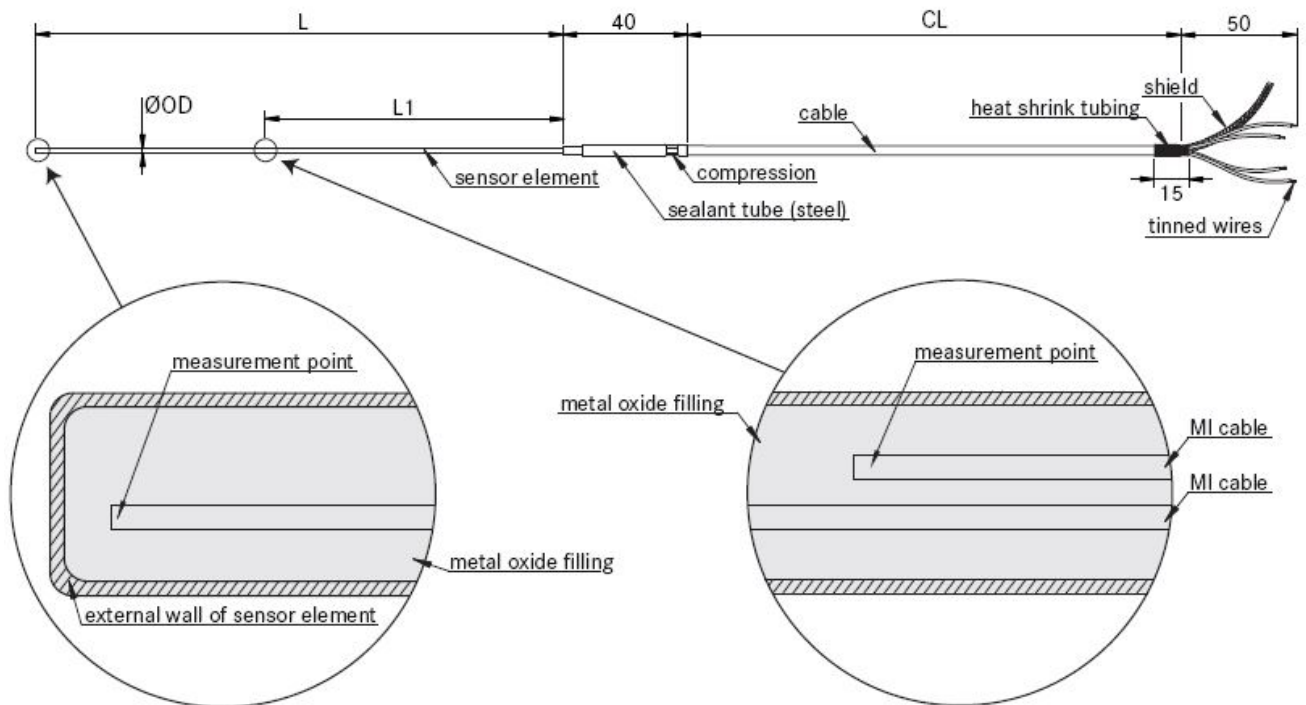 L
40
CL
50
ØOD
L1
shield
heat shrink tubing
cable
sensor element
compression
15
sealant tube (steel)
tinned wires
measurement point
measurement point
metal oxide filling
MI cable
MI cable
metal oxide filling
external wall of sensor element